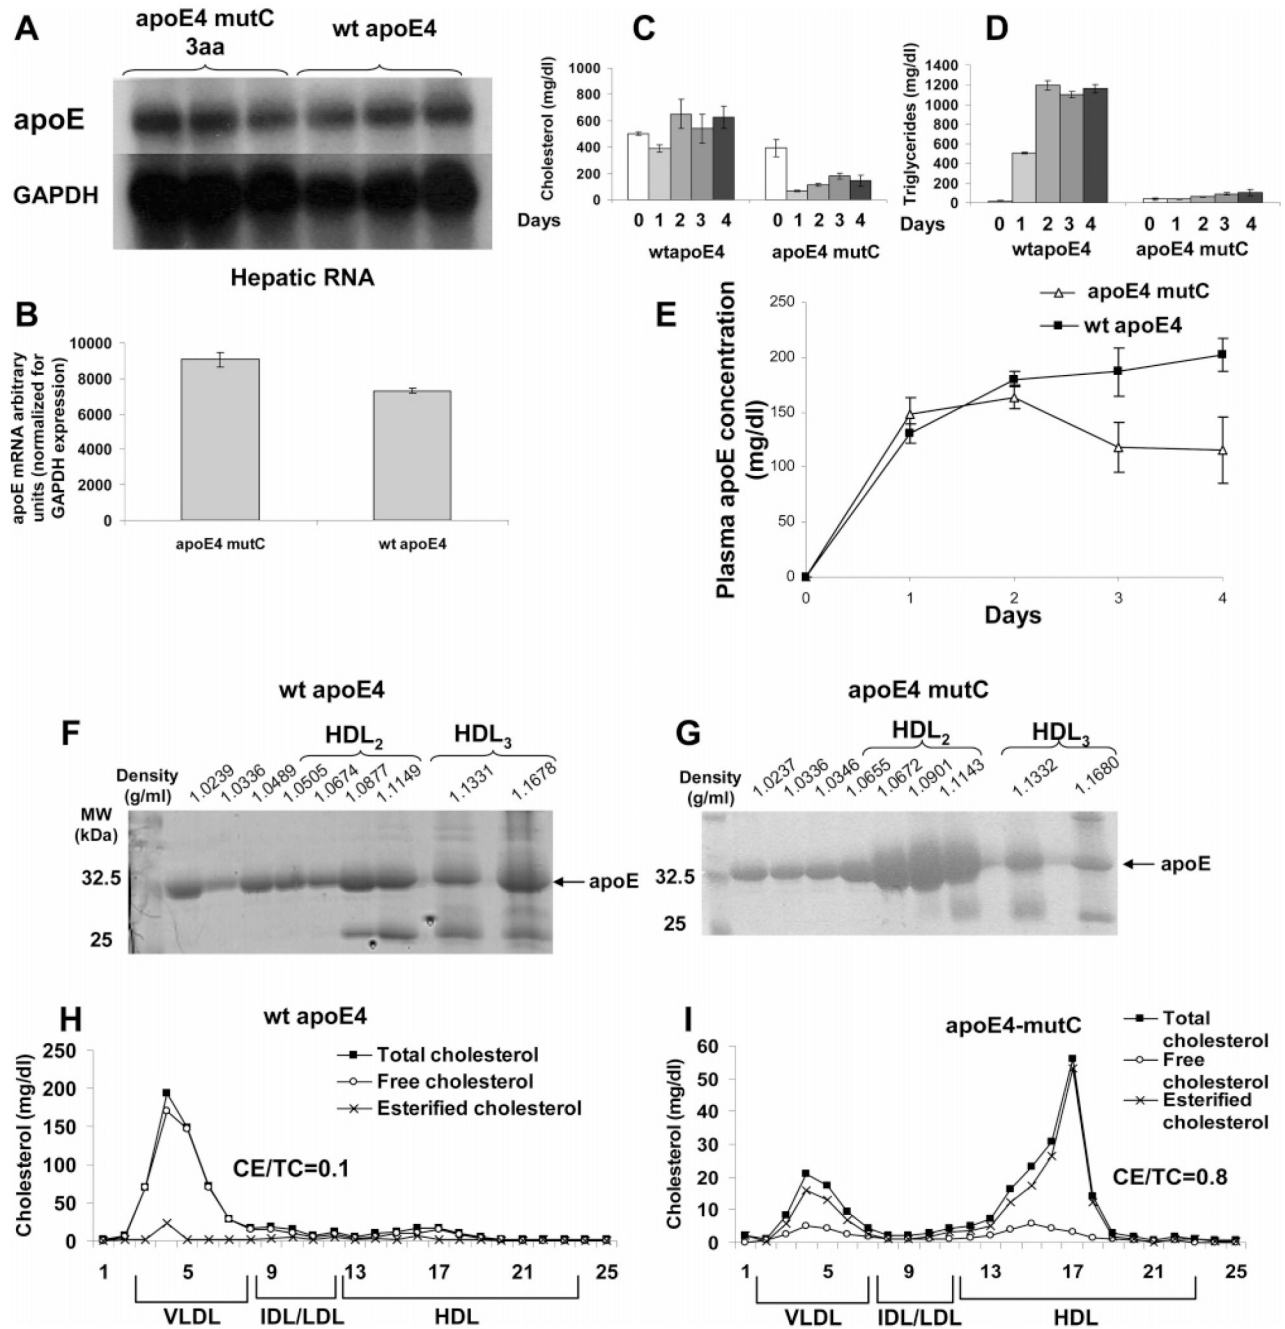 A
apoE4 mutC
3aa
wt apoE4
apoE
GAPDH
Hepatic RNA
B
apoE mRNA arbitrary
units (normalized for
GAPDH expression)
10000
8000
6000
4000
2000
0
apoE4 mutC
wt apoE4
C
Cholesterol (mg/dl)
1000
800
600
400
200
0
Days
0 1 2 3 4
0 1 2 3 4
wtapoE4
apoE4 mutC
D
Triglycerides (mg/dl)
1400
1200
1000
800
600
400
200
0
Days
0 1 2 3 4
0 1 2 3 4
wtapoE4
apoE4 mutC
E
apoE4 mutC
wt apoE4
Plasma apoE concentration
(mg/dl)
250
200
150
100
50
0
0 1 2 3 4
Days
wt apoE4
F
HDL2
HDL3
Density
(g/ml)
1.0239 1.0336 1.0489 1.0505 1.0674 1.0877 1.1149 1.1331 1.1678
MW
(kDa)
32.5
25
apoE
apoE4 mutC
G
HDL2
HDL3
Density
(g/ml)
1.0237 1.0336 1.0346 1.0655 1.0672 1.0901 1.1143 1.1332 1.1680
32.5
25
apoE
H
wt apoE4
Cholesterol (mg/dl)
250
200
150
100
50
0
Total cholesterol
Free cholesterol
Esterified cholesterol
CE/TC=0.1
1 5 9 13 17 21 25
VLDL IDL/LDL HDL
I
apoE4-mutC
Cholesterol (mg/dl)
60
50
40
30
20
10
0
Total
cholesterol
Free
cholesterol
Esterified
cholesterol
CE/TC=0.8
1 5 9 13 17 21 25
VLDL IDL/LDL HDL